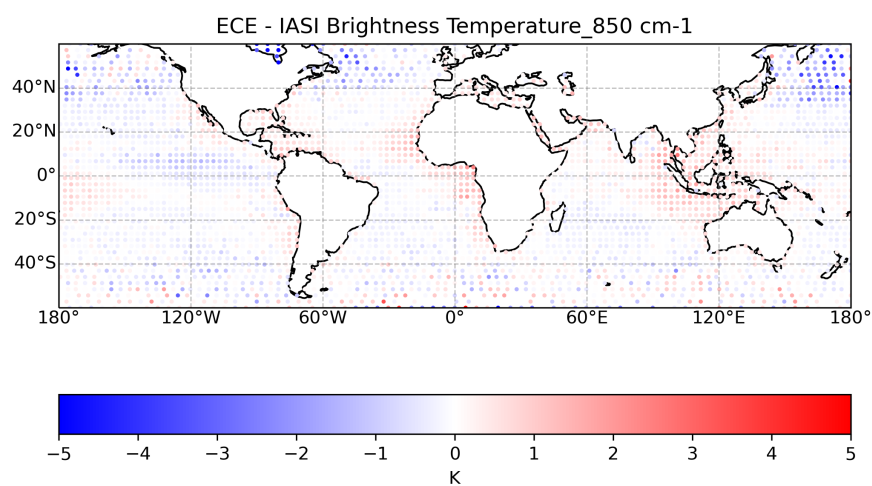 ECE - IASI Brightness Temperature_850 cm-1
40°N
20°N
0°
20°S
40°S
180° 120°W 60°W 0° 60°E 120°E 180°
−5 −4 −3 −2 −1 0 1 2 3 4 5
K